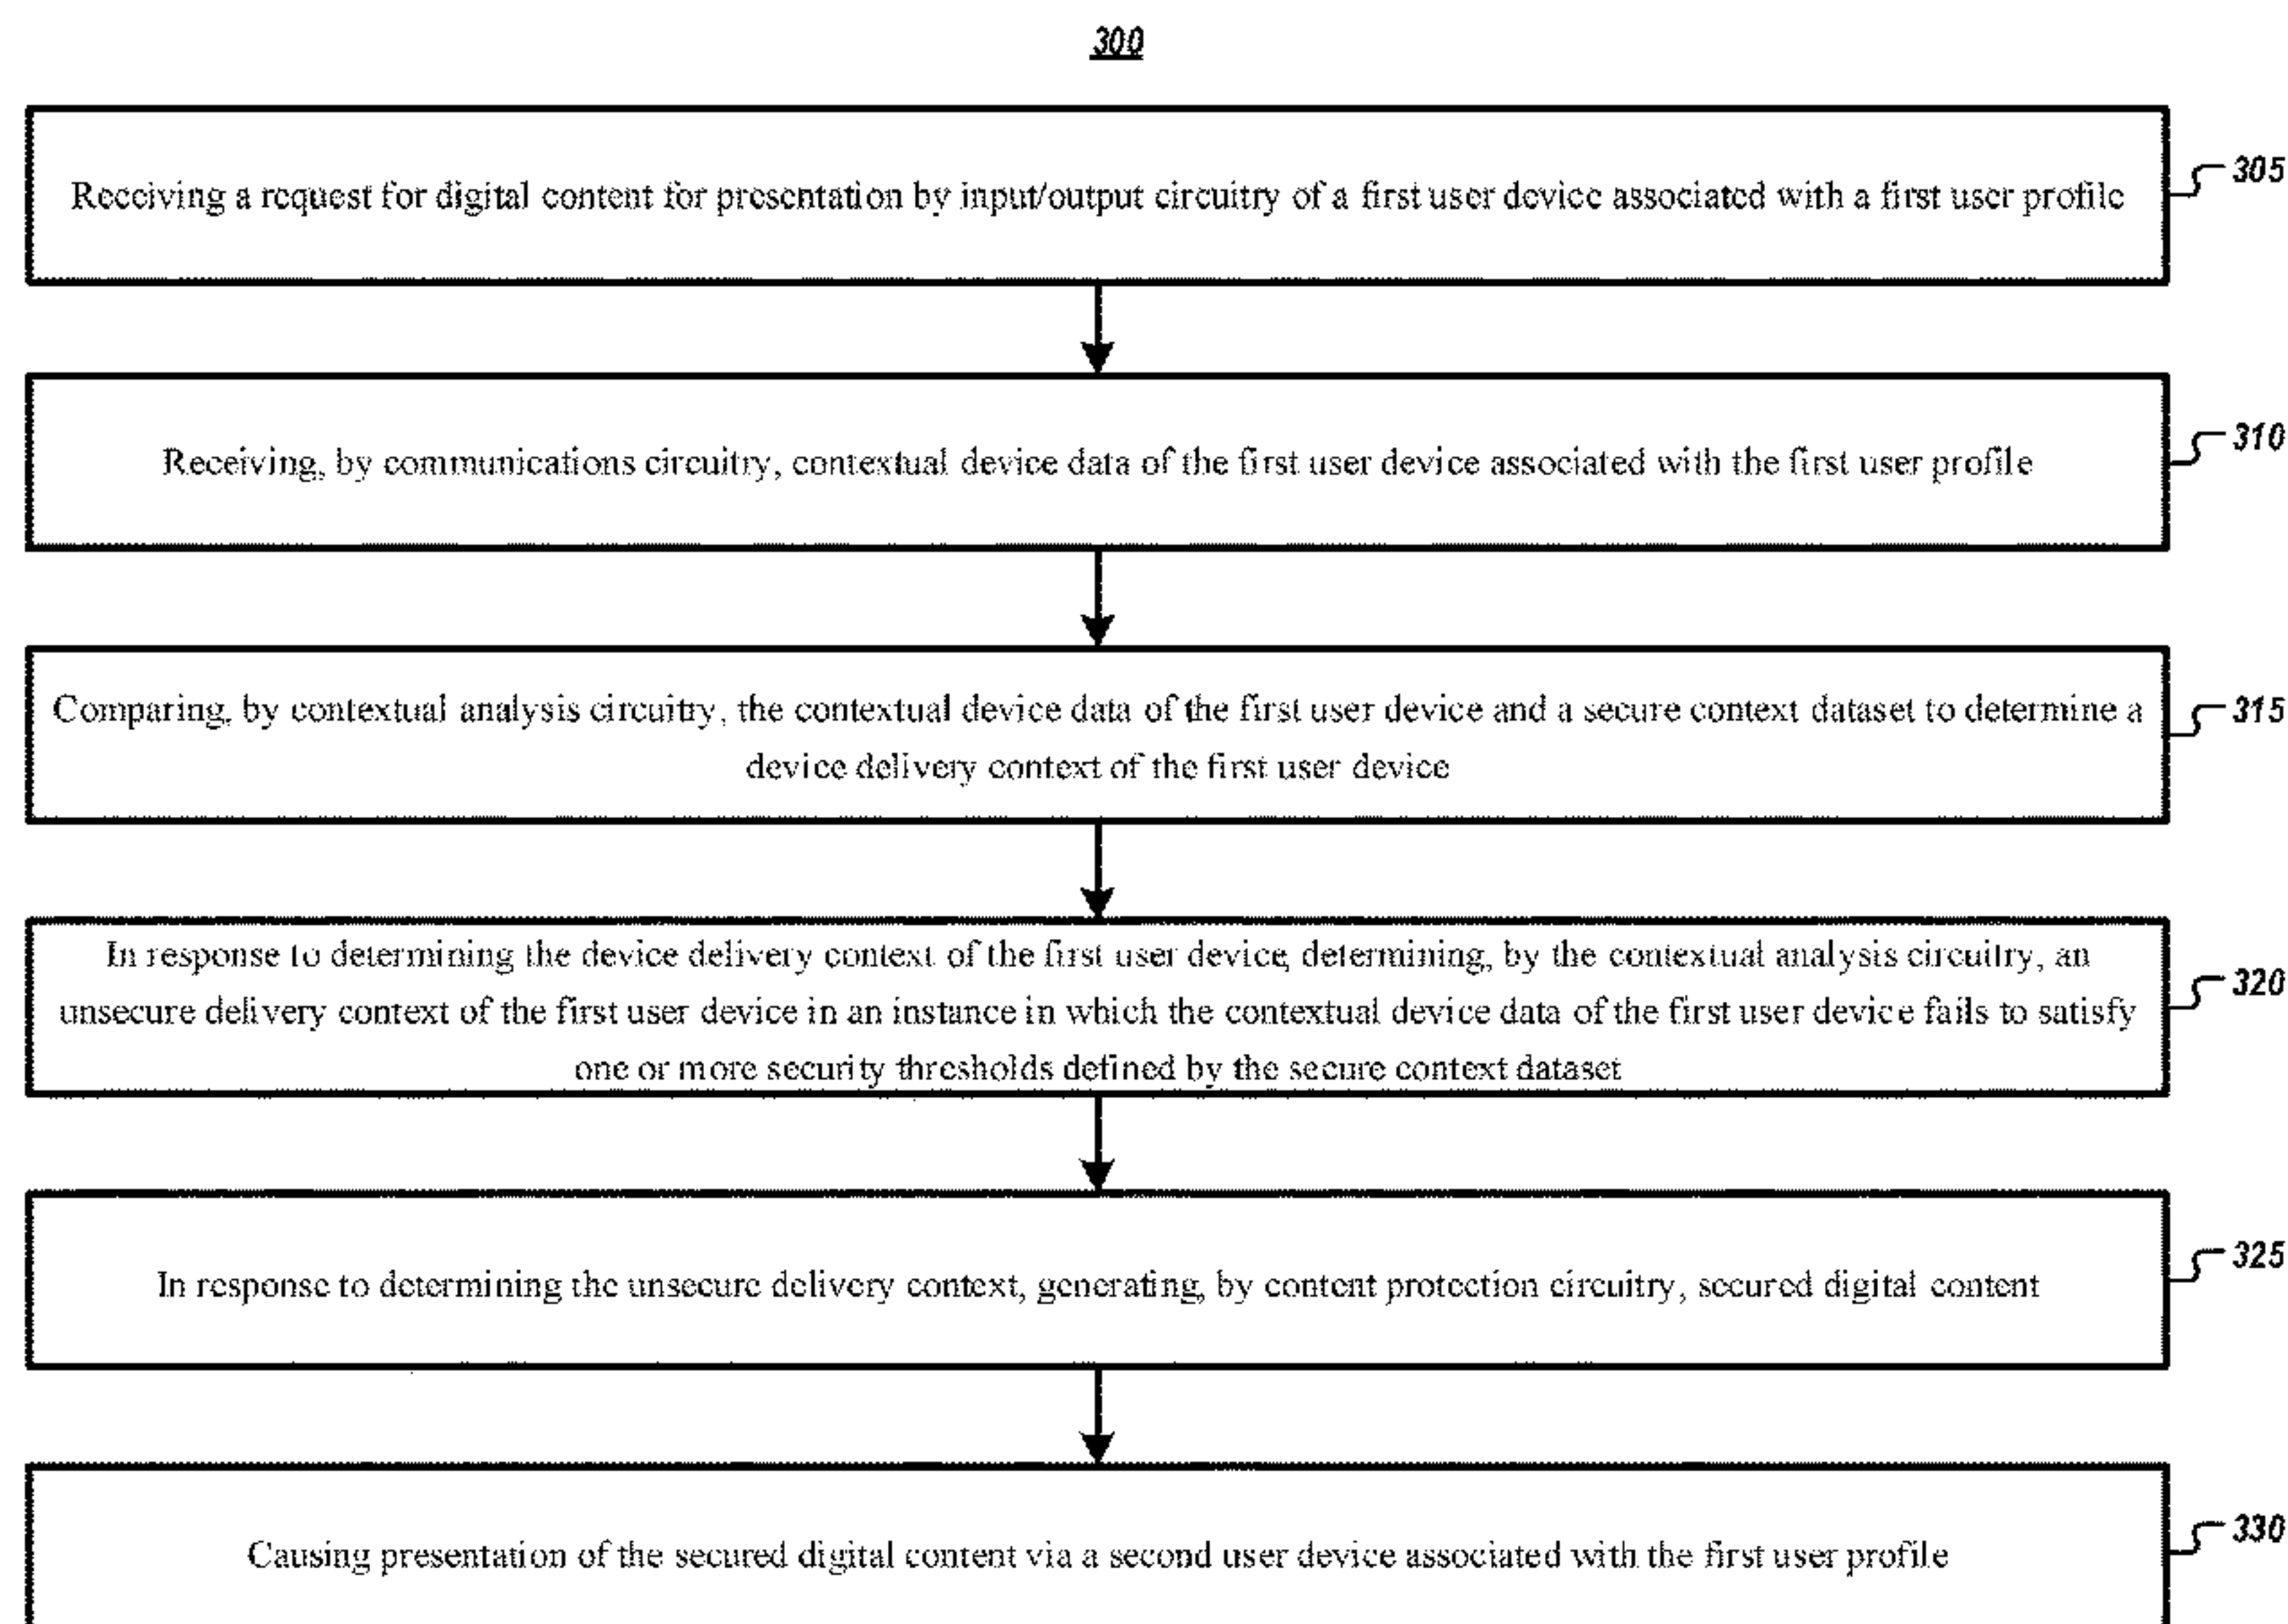 300
Receiving a request for digital content for presentation by input/output circuitry of a first user device associated with a first user profile
305
Receiving, by communications circuitry, contextual device data of the first user device associated with the first user profile
310
Comparing, by contextual analysis circuitry, the contextual device data of the first user device and a secure context dataset to determine a
device delivery context of the first user device
315
In response to determining the device delivery context of the first user device, determining, by the contextual analysis circuitry, an
unsecure delivery context of the first user device in an instance in which the contextual device data of the first user device fails to satisfy
one or more security thresholds defined by the secure context dataset
320
In response to determining the unsecure delivery context, generating, by content protection circuitry, secured digital content
325
Causing presentation of the secured digital content via a second user device associated with the first user profile
330